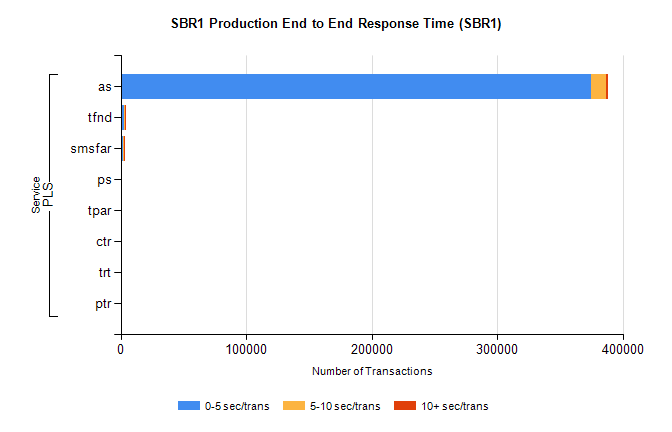 SBR1 Production End to End Response Time (SBR1)
as
tfnd
smsfar
ps
tpar
ctr
trt
ptr
Service
PLS
0 100000 200000 300000 400000
Number of Transactions
0-5 sec/trans 5-10 sec/trans 10+ sec/trans